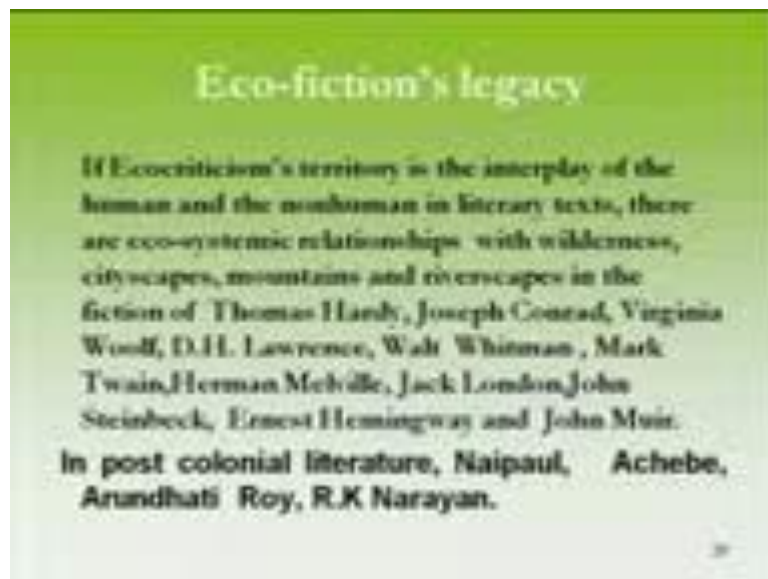 Eco-fiction's legacy
If Ecocriticism's territory is the interplay of the
human and the nonhuman in literary texts, there
are eco-systemic relationships with wilderness,
cityscapes, mountains and riverscapes in the
fiction of Thomas Hardy, Joseph Conrad, Virginia
Woolf, D.H. Lawrence, Walt Whitman , Mark
Twain,Herman Melville, Jack London,John
Steinbeck, Ernest Hemingway and John Muir.
In post colonial literature, Naipaul, Achebe,
Arundhati Roy, R.K Narayan.